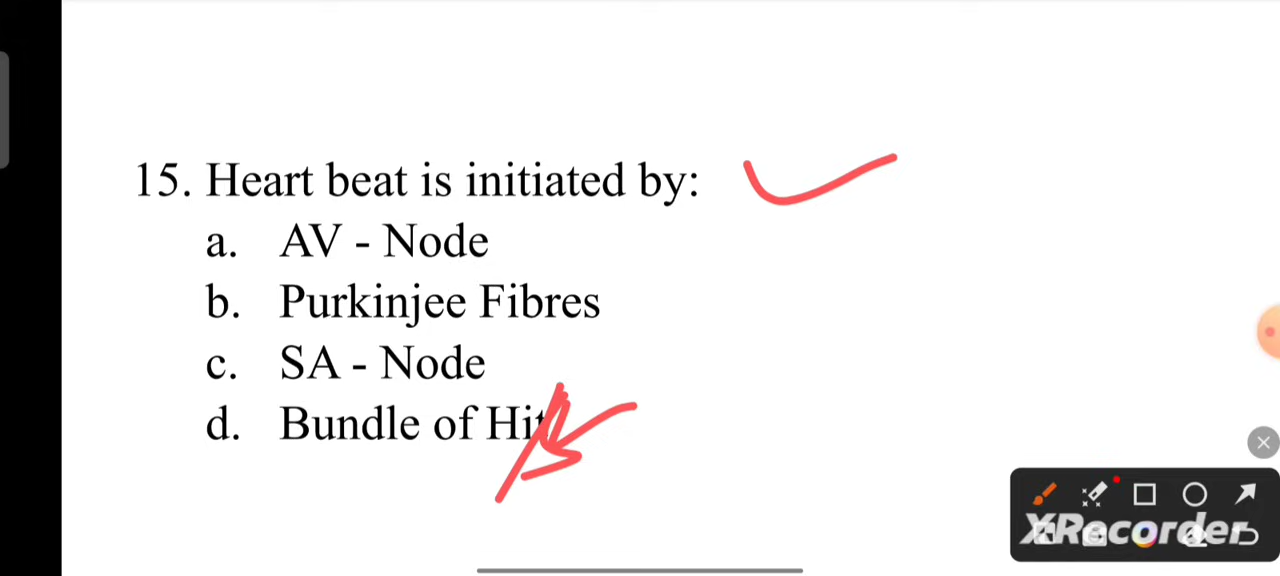 15. Heart beat is initiated by:
a. AV - Node
b. Purkinjee Fibres
c. SA - Node
d. Bundle of
XRecorder